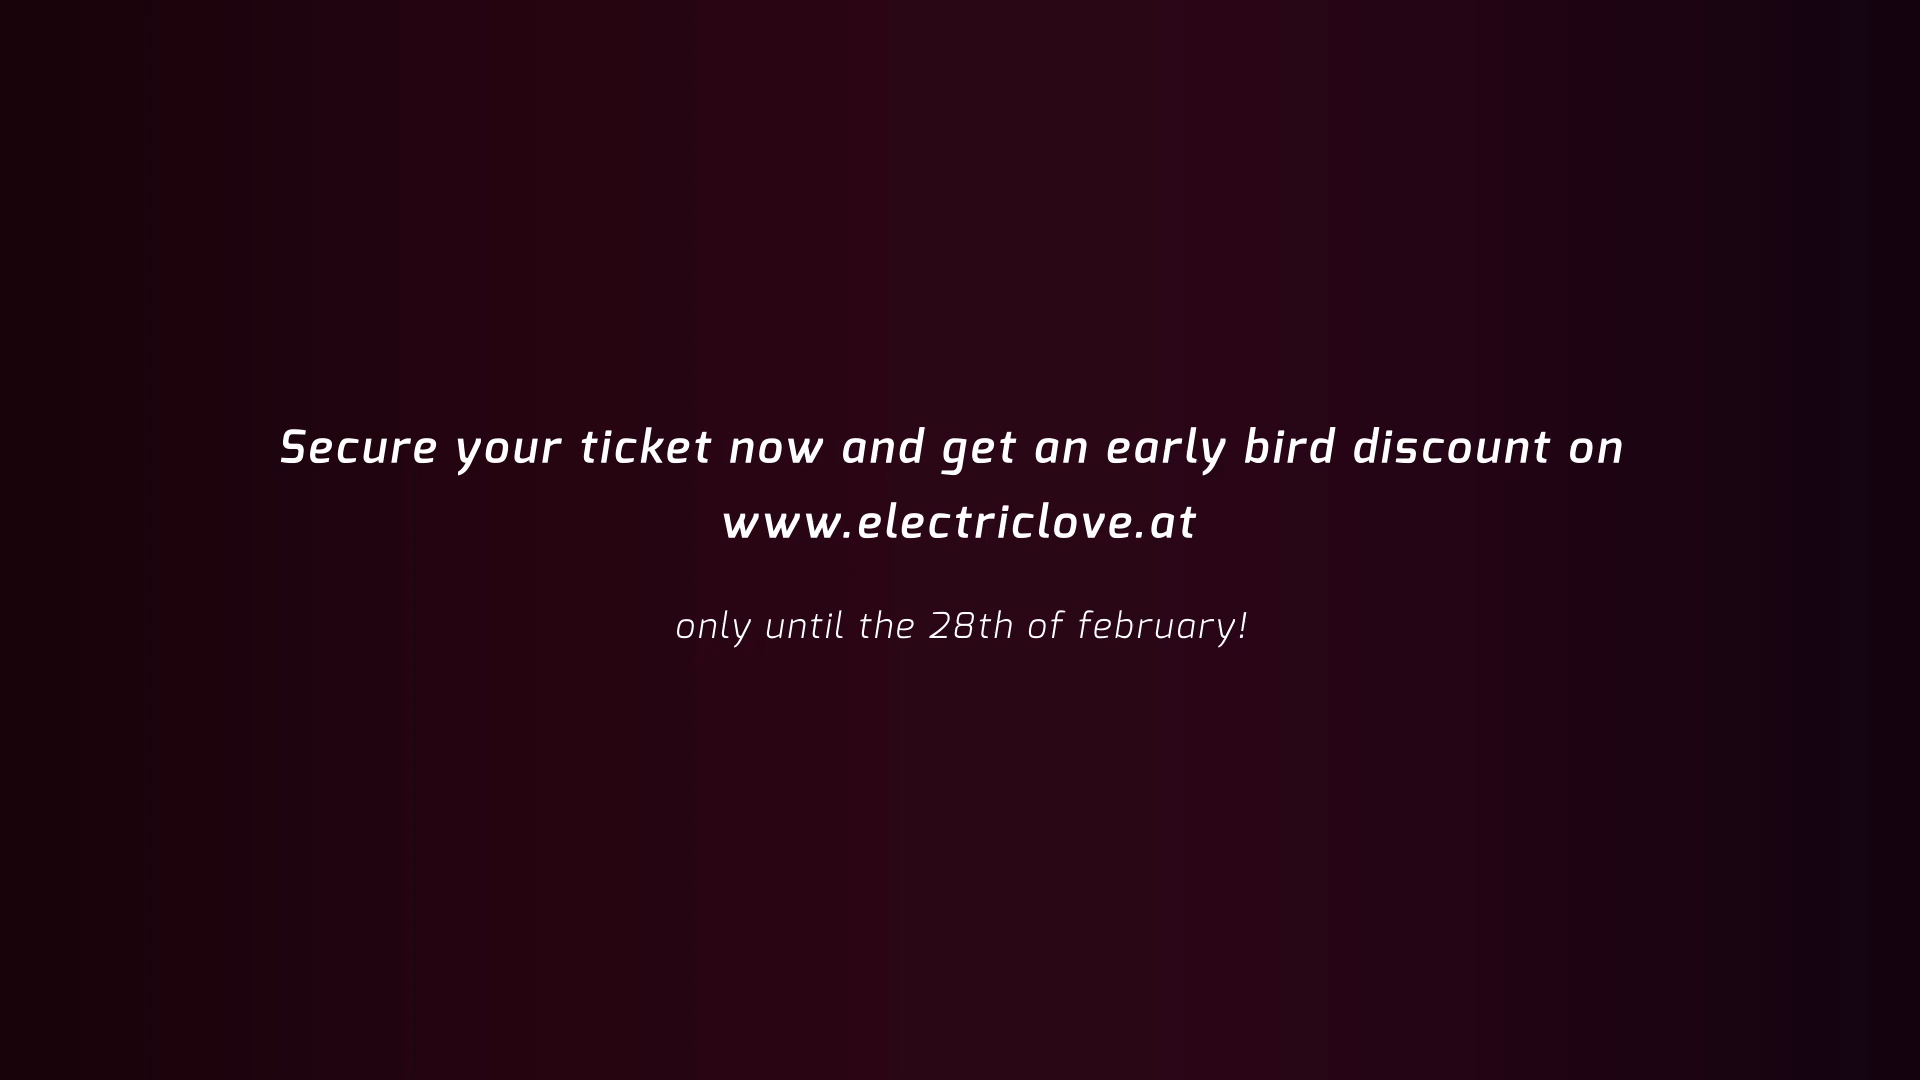 Secure your ticket now and get an early bird discount on
www.electriclove.at
only until the 28th of february!